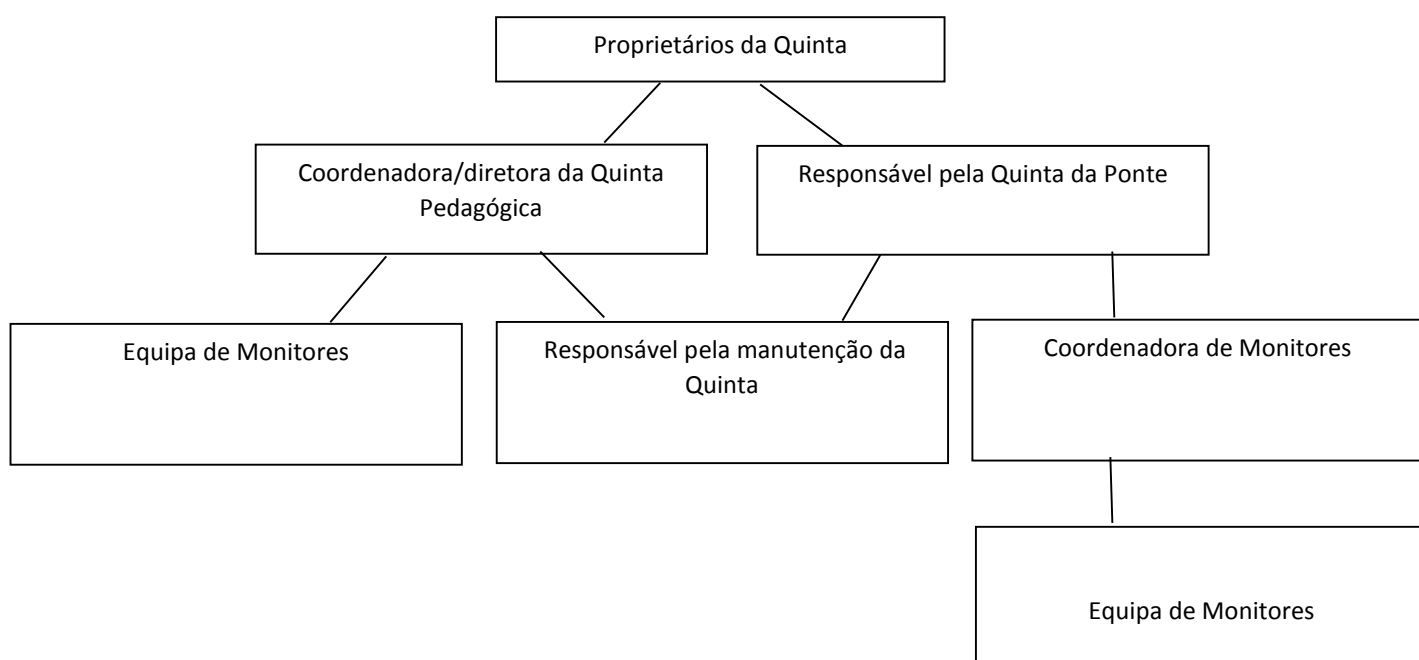 Proprietários da Quinta
Coordenadora/diretora da Quinta
Pedagógica
Responsável pela Quinta da Ponte
Equipa de Monitores
Responsável pela manutenção da
Quinta
Coordenadora de Monitores
Equipa de Monitores